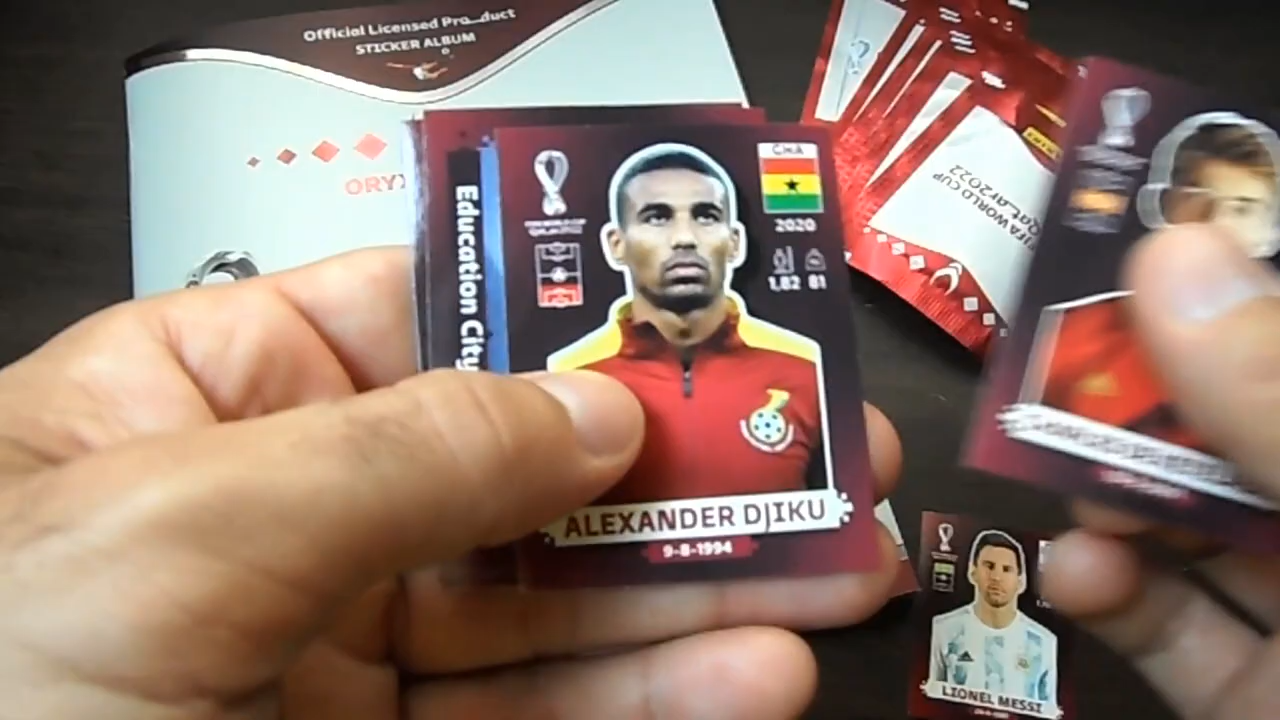 Official Licensed Product
STICKER ALBUM
ORYX
Education City
GHA
2020
1,82 81
ALEXANDER DJIKU
9-8-1994
FIFA WORLD CUP
Qatar2022
LIONEL MESSI